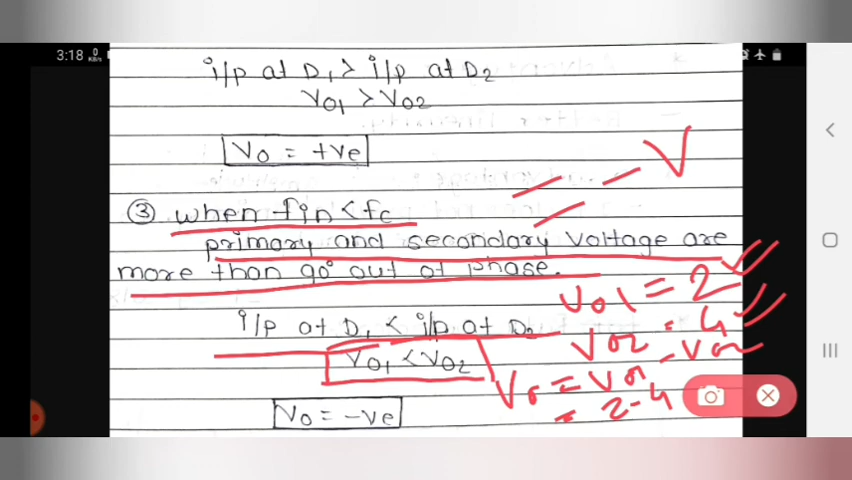 3:18 0 KB/s
i/p at D1 > i/p at D2
VO1 > VO2
VO = +ve
V
③ when fin < fc
primary and secondary voltage are
more than 90° out of phase.
VO1 = 2
i/p at D1 < i/p at D2
VO2 = 4
VO1 < VO2
VO = VO1 - VO2
= 2-4
VO = -ve